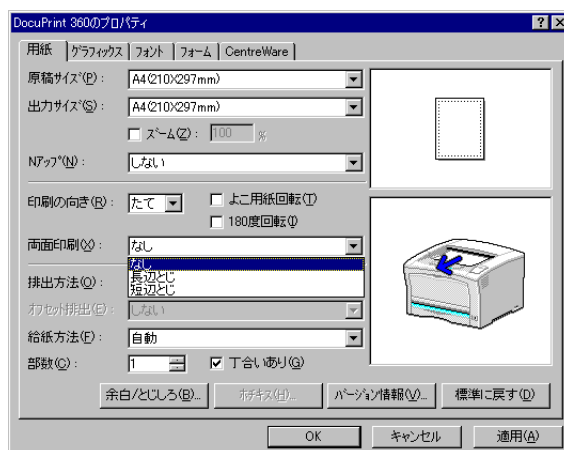 DocuPrint 360のプロパティ
用紙 グラフィックス フォント フォーム CentreWare
原稿サイズ(P)： A4(210X297mm)
出力サイズ(S)： A4(210X297mm)
ズーム(Z)： 100 %
Nアップ(N)： しない
印刷の向き(R)： たて よこ用紙回転(T)
180度回転(I)
両面印刷(X)： なし
なし
長辺とじ
短辺とじ
排出方法(O)：
オフセット排出(E)： しない
給紙方法(F)： 自動
部数(C)： 1 丁合いあり(G)
余白/とじしろ(B)... ホチキス(H)... バージョン情報(V)... 標準に戻す(D)
OK キャンセル 適用(A)